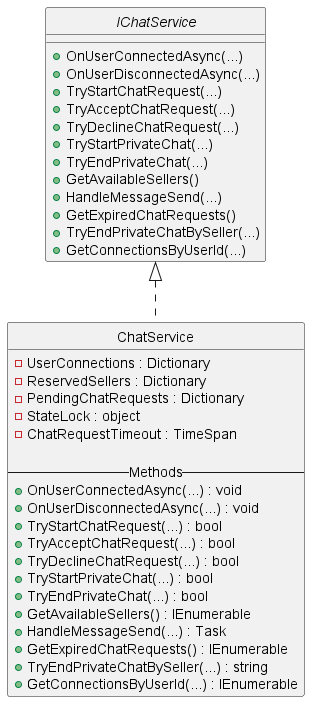 IChatService
OnUserConnectedAsync(...)
OnUserDisconnectedAsync(...)
TryStartChatRequest(...)
TryAcceptChatRequest(...)
TryDeclineChatRequest(...)
TryStartPrivateChat(...)
TryEndPrivateChat(...)
GetAvailableSellers()
HandleMessageSend(...)
GetExpiredChatRequests()
TryEndPrivateChatBySeller(...)
GetConnectionsByUserId(...)
ChatService
UserConnections : Dictionary
ReservedSellers : Dictionary
PendingChatRequests : Dictionary
StateLock : object
ChatRequestTimeout : TimeSpan
Methods
OnUserConnectedAsync(...) : void
OnUserDisconnectedAsync(...) : void
TryStartChatRequest(...) : bool
TryAcceptChatRequest(...) : bool
TryDeclineChatRequest(...) : bool
TryStartPrivateChat(...) : bool
TryEndPrivateChat(...) : bool
GetAvailableSellers() : IEnumerable
HandleMessageSend(...) : Task
GetExpiredChatRequests() : IEnumerable
TryEndPrivateChatBySeller(...) : string
GetConnectionsByUserId(...) : IEnumerable